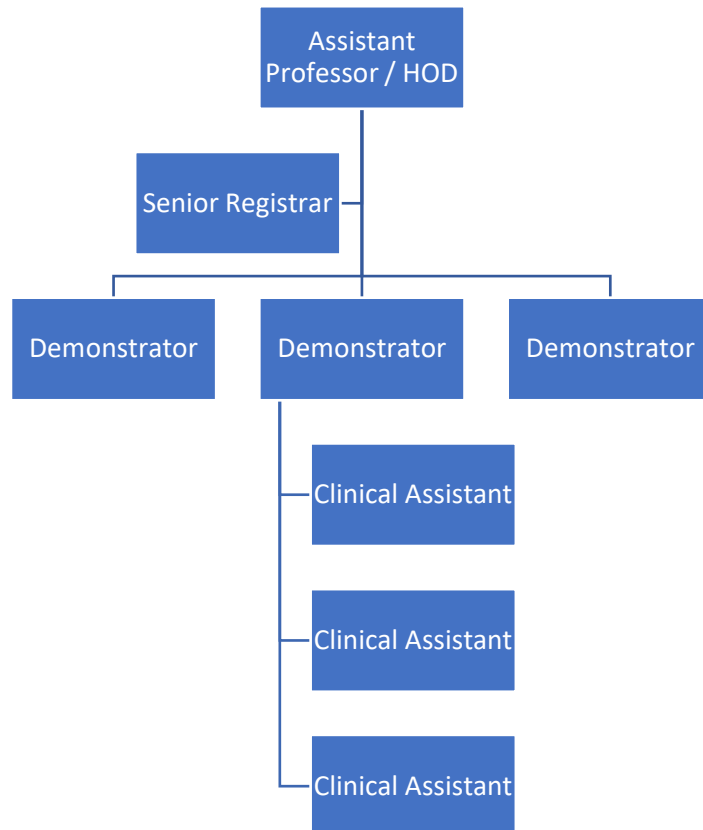 Assistant
Professor / HOD
Senior Registrar
Demonstrator
Demonstrator
Demonstrator
Clinical Assistant
Clinical Assistant
Clinical Assistant